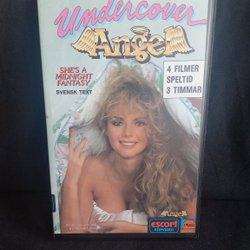 Undercover
Angel
SHE'S A
MIDNIGHT
FANTASY
SVENSK TEXT
4 FILMER
SPELTID
3 TIMMAR
Angel
ESCORT